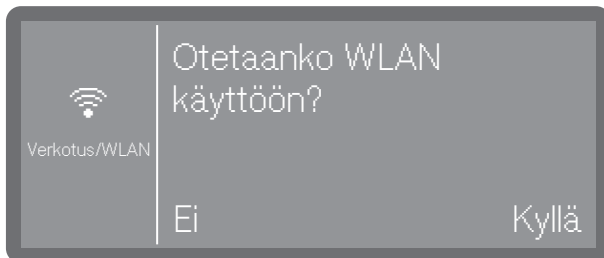 Otetaanko WLAN
käyttöön?
Verkotus/WLAN
Ei
Kyllä